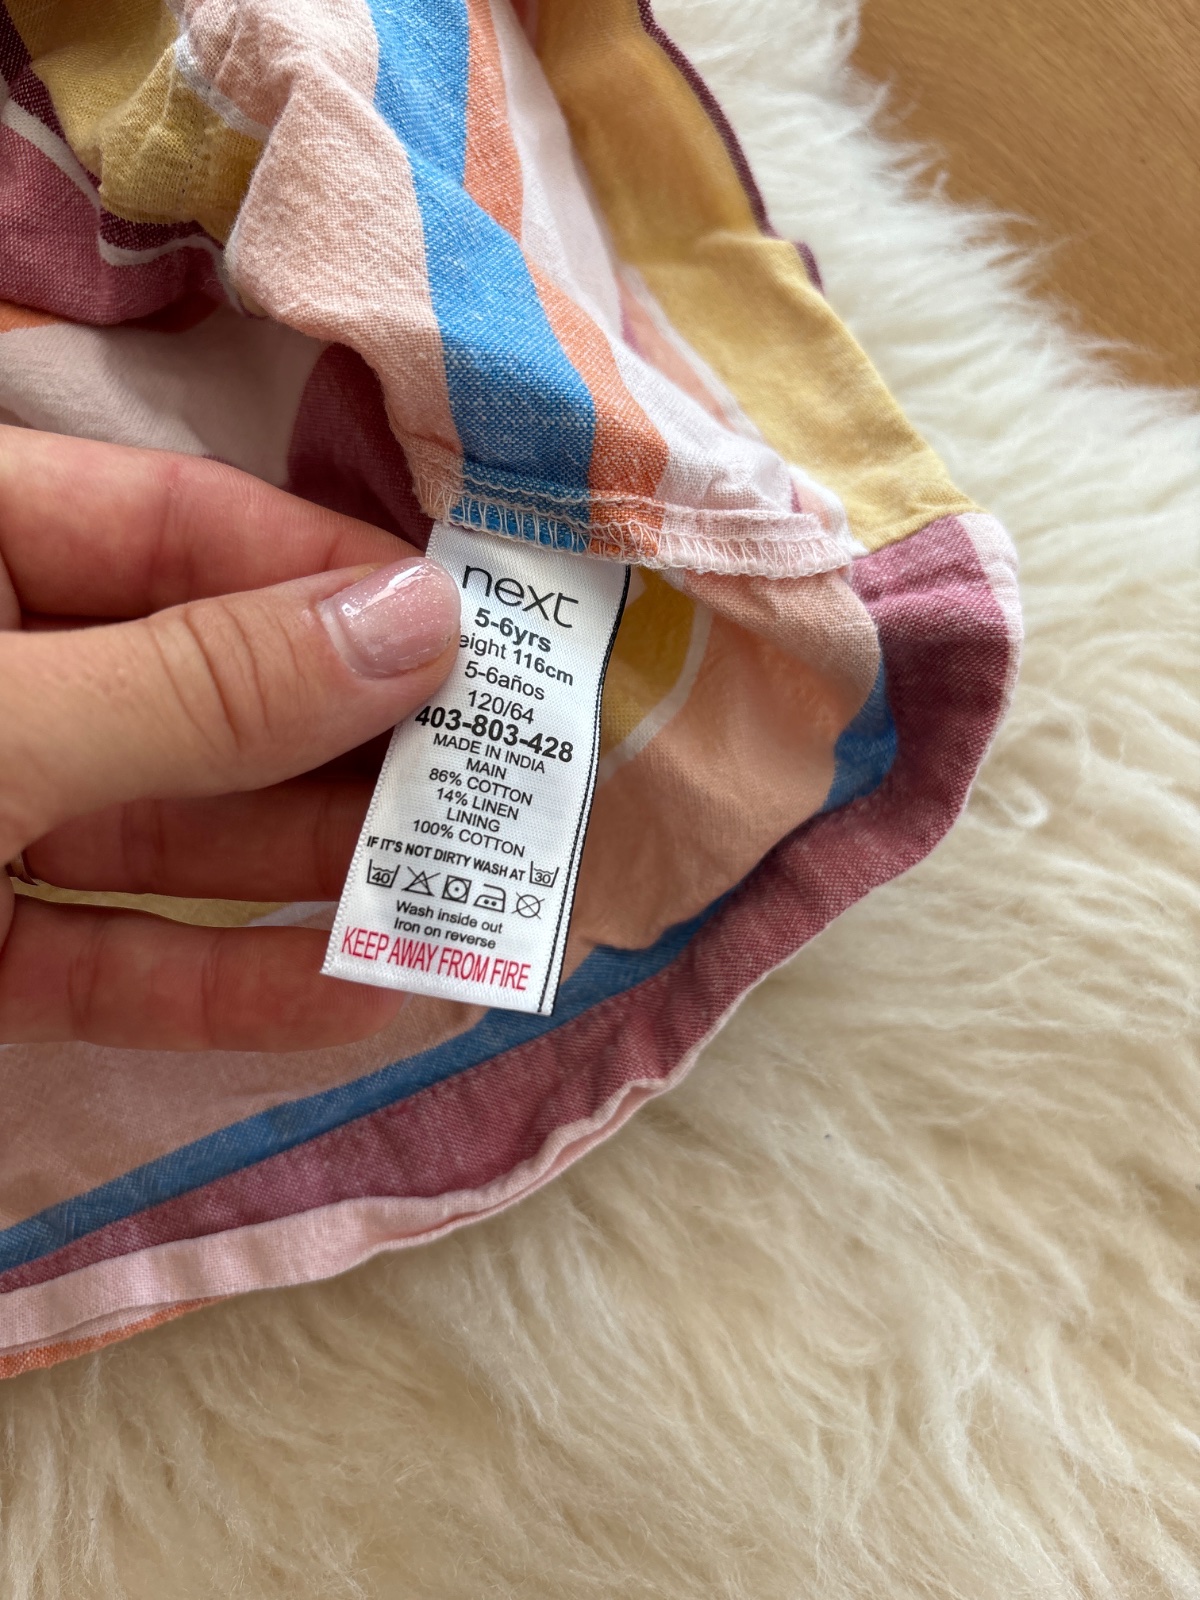 next
5-6yrs
eight 116cm
5-6años
120/64
403-803-428
MADE IN INDIA
MAIN
86% COTTON
14% LINEN
LINING
100% COTTON
IF IT'S NOT DIRTY WASH AT 30
40
Wash inside out
Iron on reverse
KEEP AWAY FROM FIRE